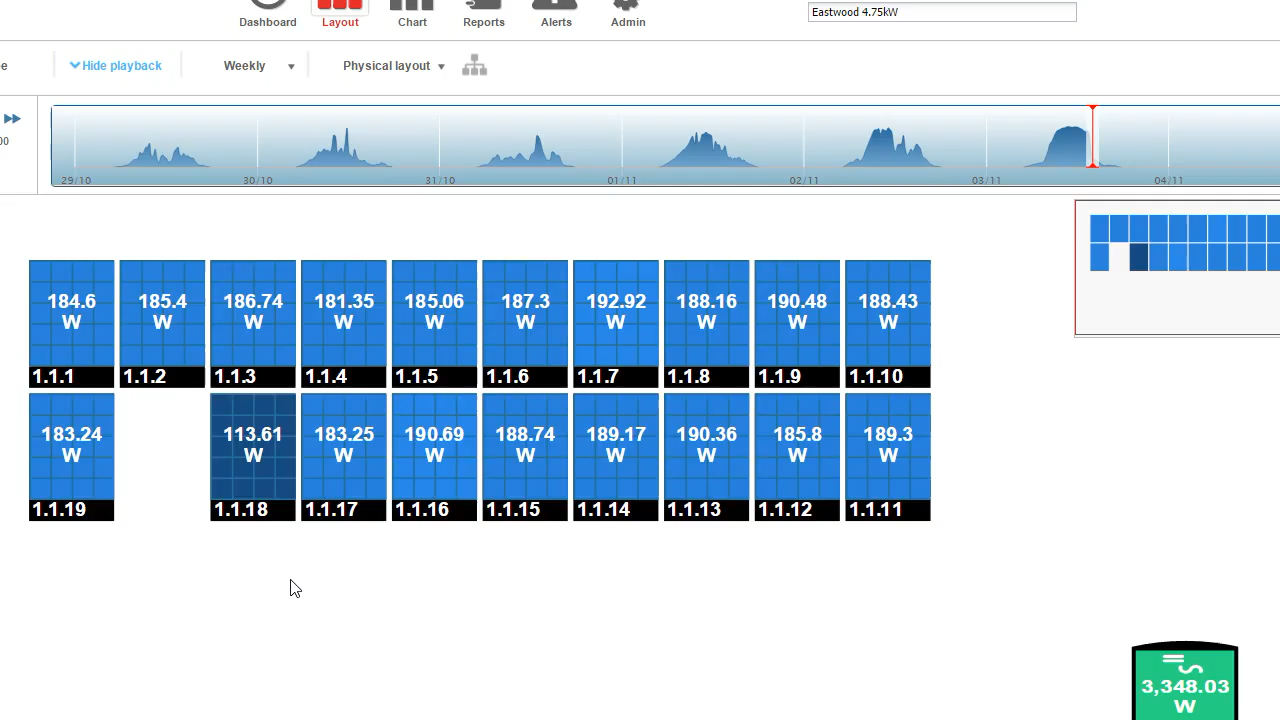 Dashboard Layout Chart Reports Alerts Admin
Eastwood 4.75kW
Hide playback Weekly Physical layout
00
29/10 30/10 31/10 01/11 02/11 03/11 04/11
184.6 185.4 186.74 181.35 185.06 187.3 192.92 188.16 190.48 188.43
W W W W W W W W W W
1.1.1 1.1.2 1.1.3 1.1.4 1.1.5 1.1.6 1.1.7 1.1.8 1.1.9 1.1.10
183.24 113.61 183.25 190.69 188.74 189.17 190.36 185.8 189.3
W W W W W W W W W
1.1.19 1.1.18 1.1.17 1.1.16 1.1.15 1.1.14 1.1.13 1.1.12 1.1.11
3,348.03
W